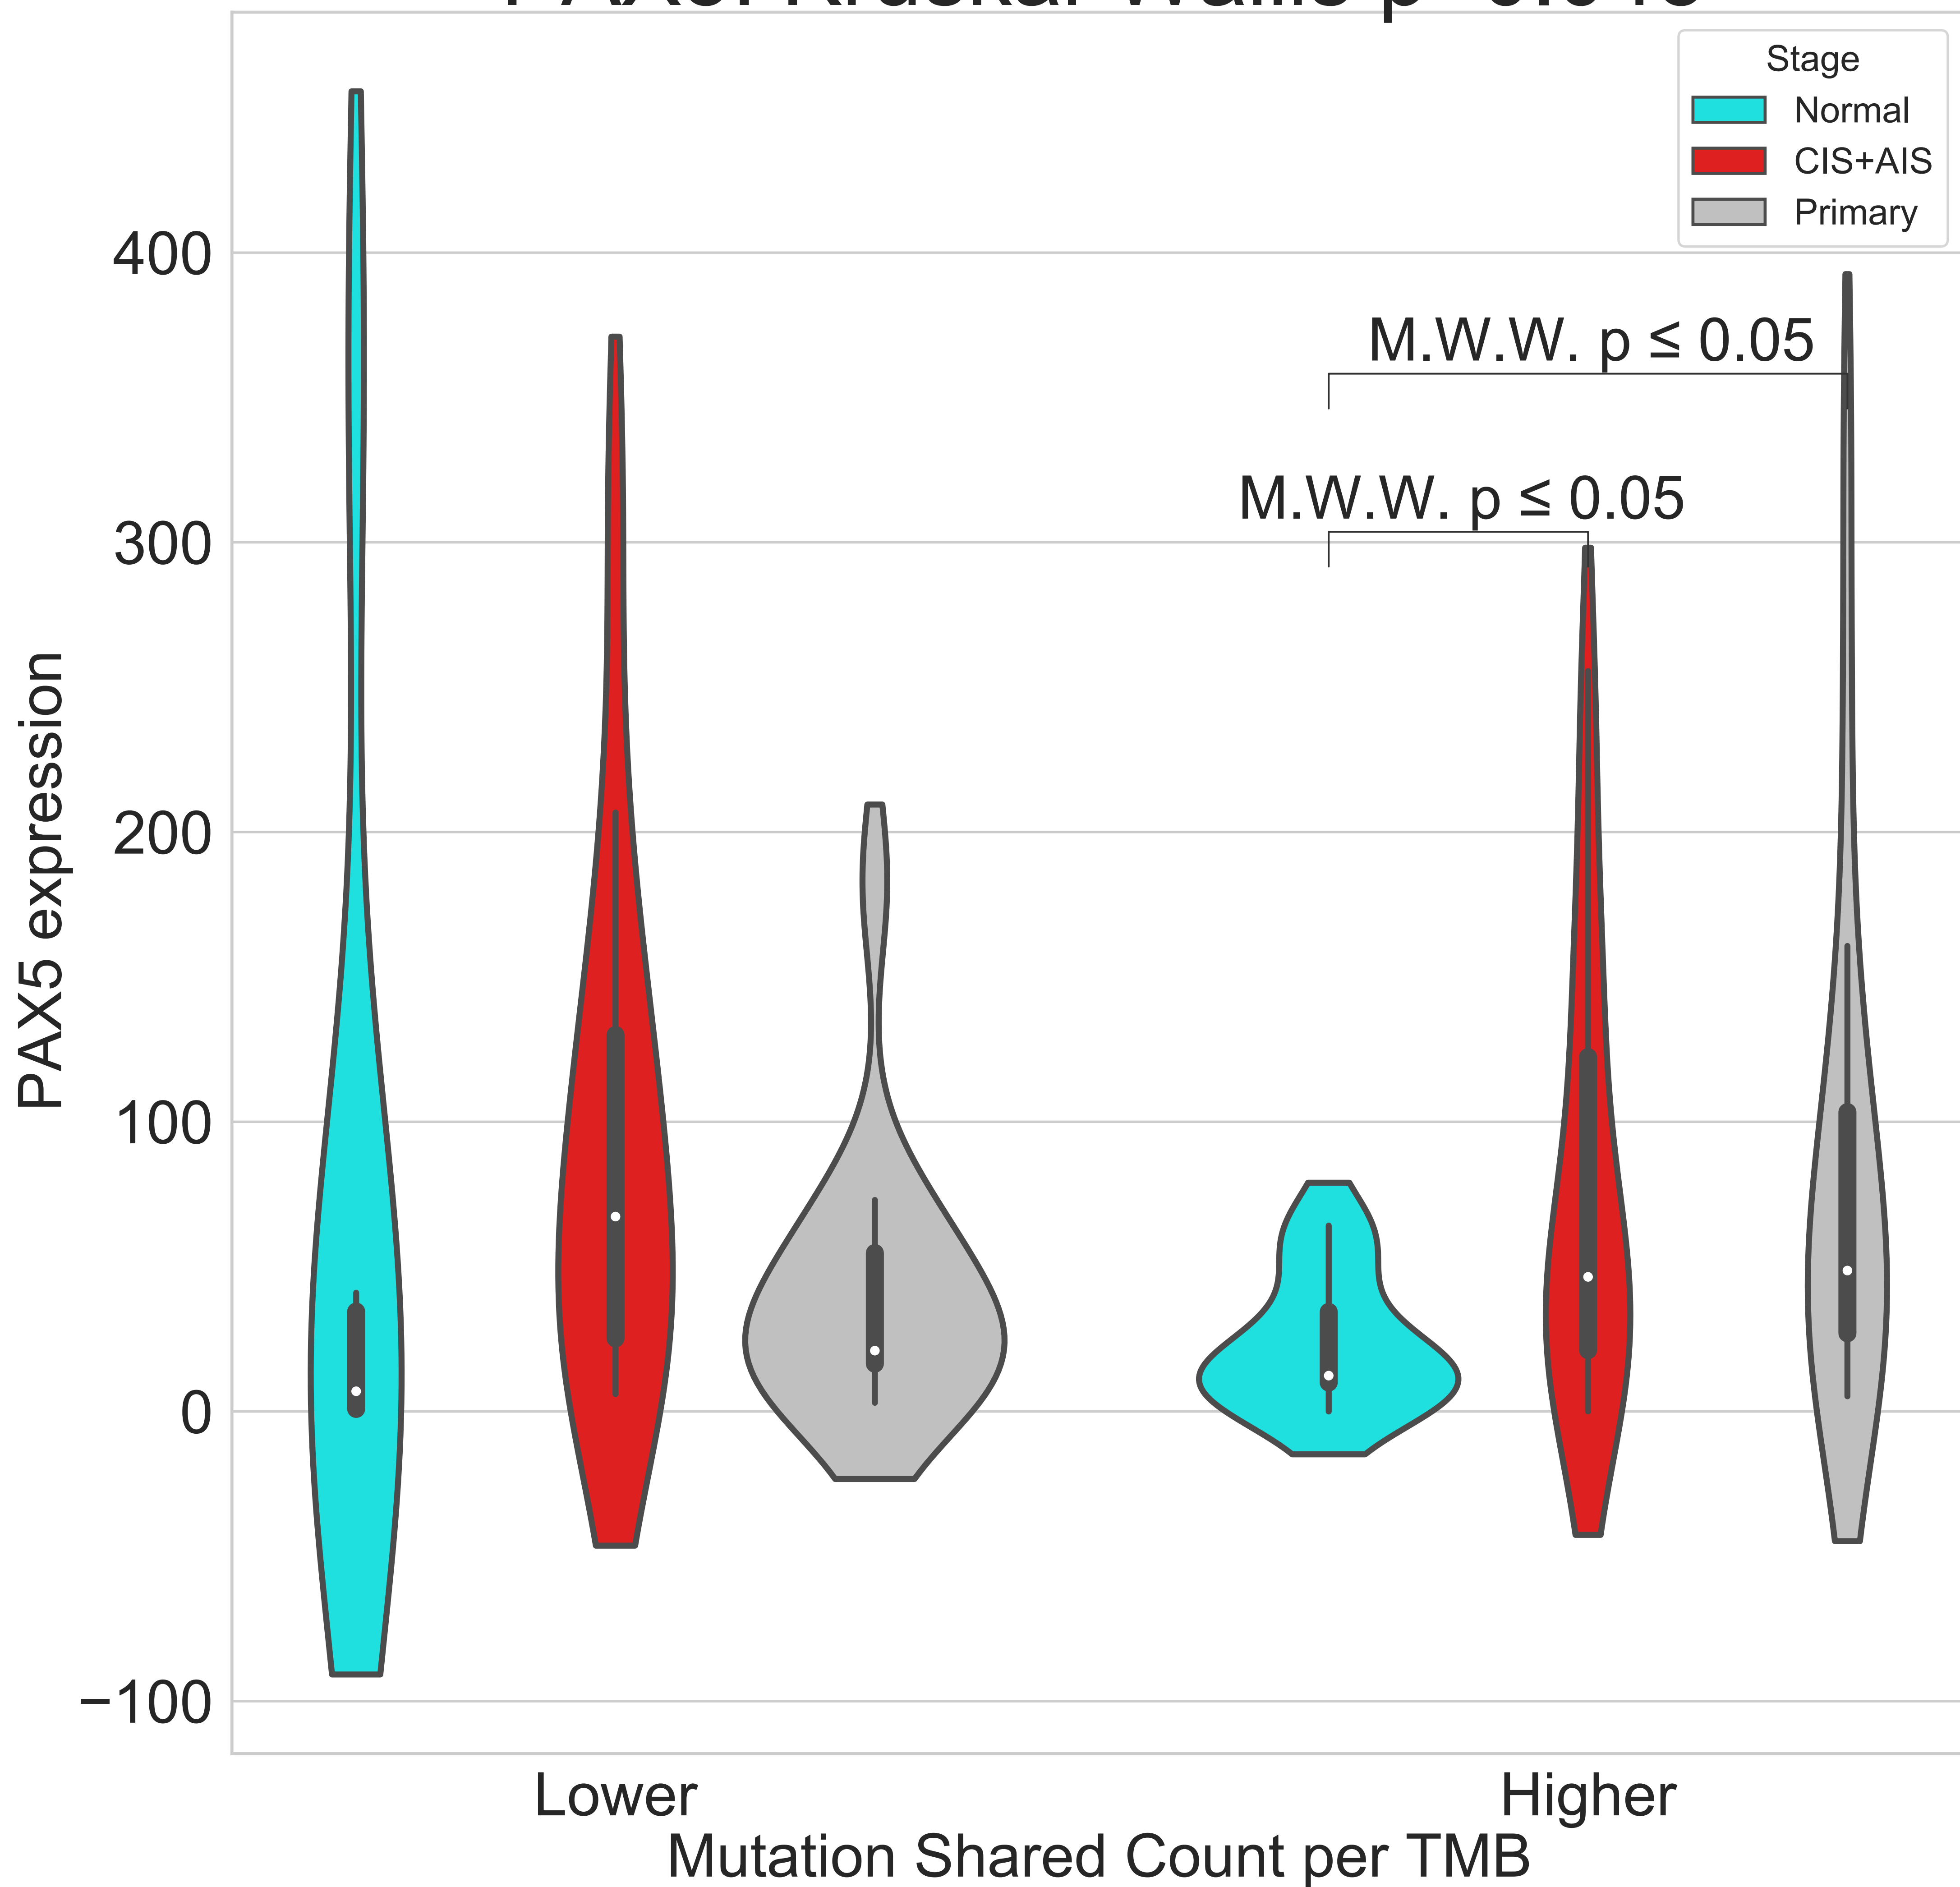 Stage
Normal
CIS+AIS
Primary
400
300
200
100
0
−100
PAX5 expression
M.W.W. p ≤ 0.05
M.W.W. p ≤ 0.05
Lower
Higher
Mutation Shared Count per TMB